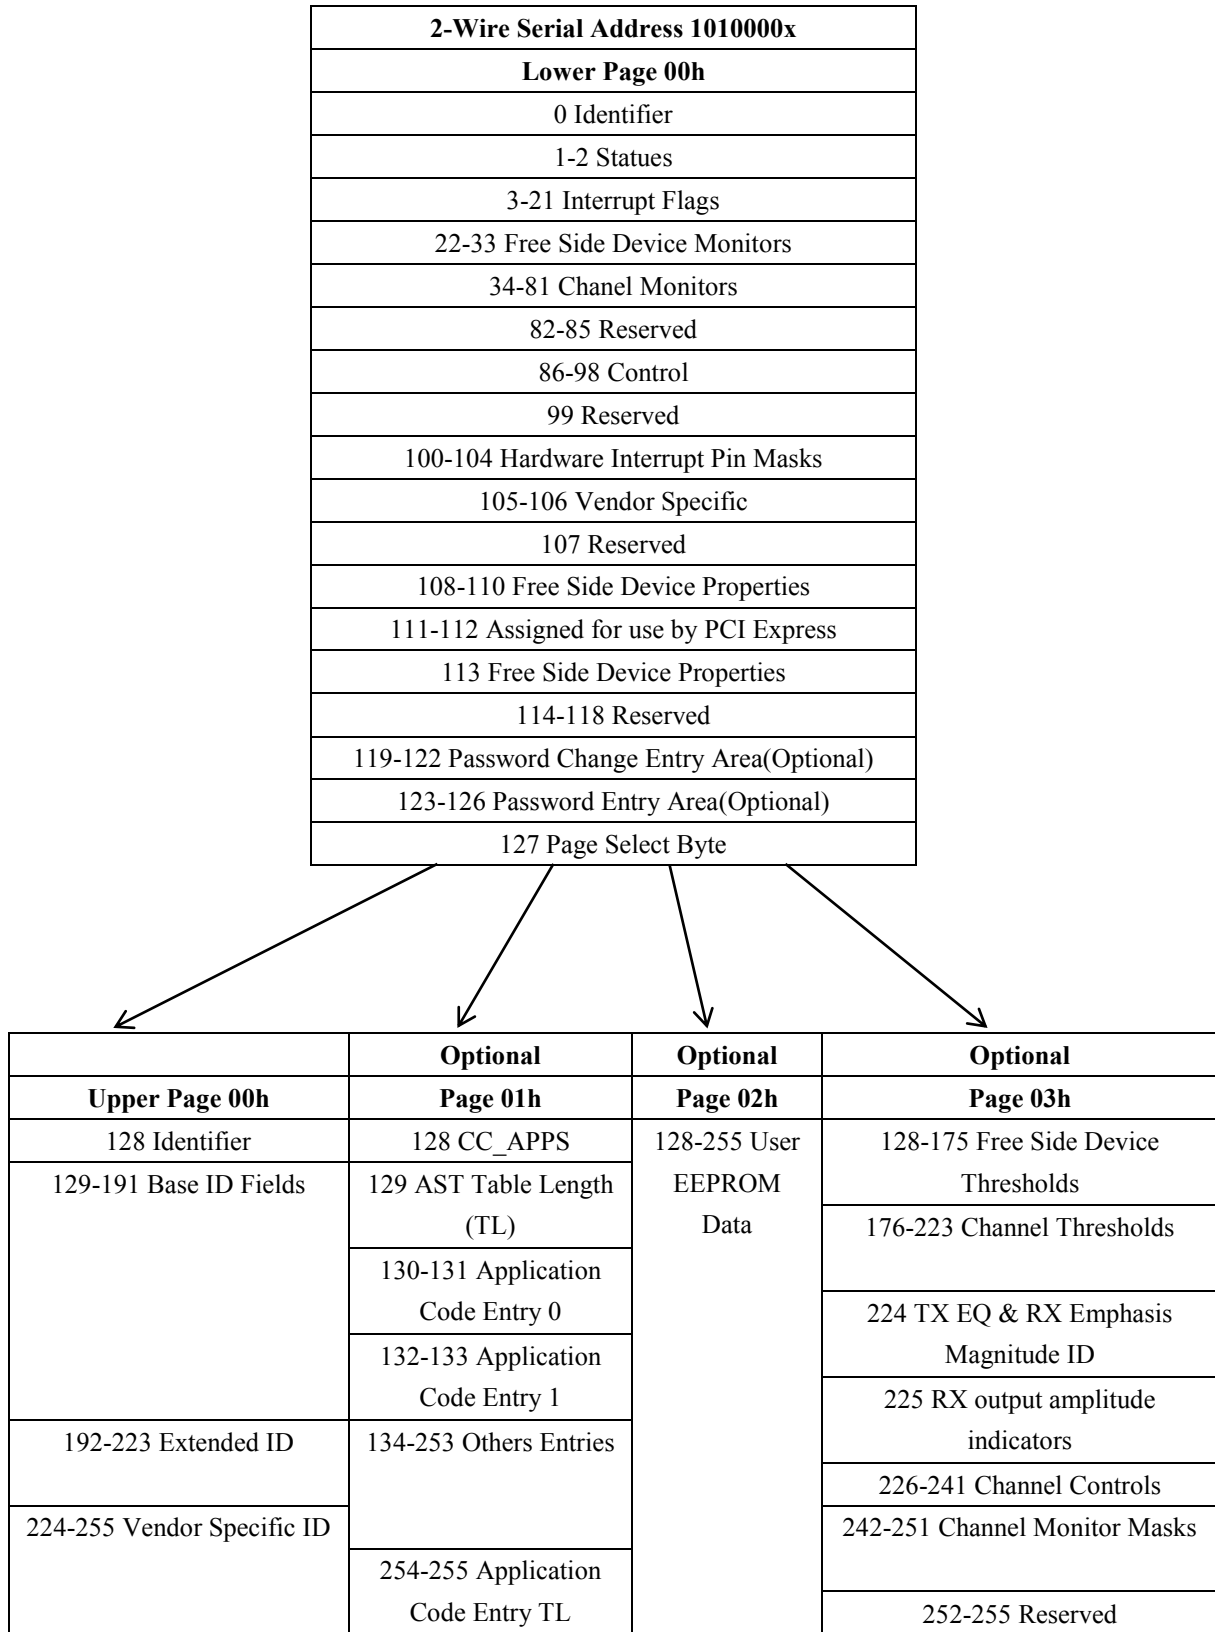 2-Wire Serial Address 1010000x
Lower Page 00h
0 Identifier
1-2 Statues
3-21 Interrupt Flags
22-33 Free Side Device Monitors
34-81 Chanel Monitors
82-85 Reserved
86-98 Control
99 Reserved
100-104 Hardware Interrupt Pin Masks
105-106 Vendor Specific
107 Reserved
108-110 Free Side Device Properties
111-112 Assigned for use by PCI Express
113 Free Side Device Properties
114-118 Reserved
119-122 Password Change Entry Area(Optional)
123-126 Password Entry Area(Optional)
127 Page Select Byte
Upper Page 00h
128 Identifier
129-191 Base ID Fields
192-223 Extended ID
224-255 Vendor Specific ID
Optional
Page 01h
128 CC_APPS
129 AST Table Length
(TL)
130-131 Application
Code Entry 0
132-133 Application
Code Entry 1
134-253 Others Entries
254-255 Application
Code Entry TL
Optional
Page 02h
128-255 User
EEPROM
Data
Optional
Page 03h
128-175 Free Side Device
Thresholds
176-223 Channel Thresholds
224 TX EQ & RX Emphasis
Magnitude ID
225 RX output amplitude
indicators
226-241 Channel Controls
242-251 Channel Monitor Masks
252-255 Reserved